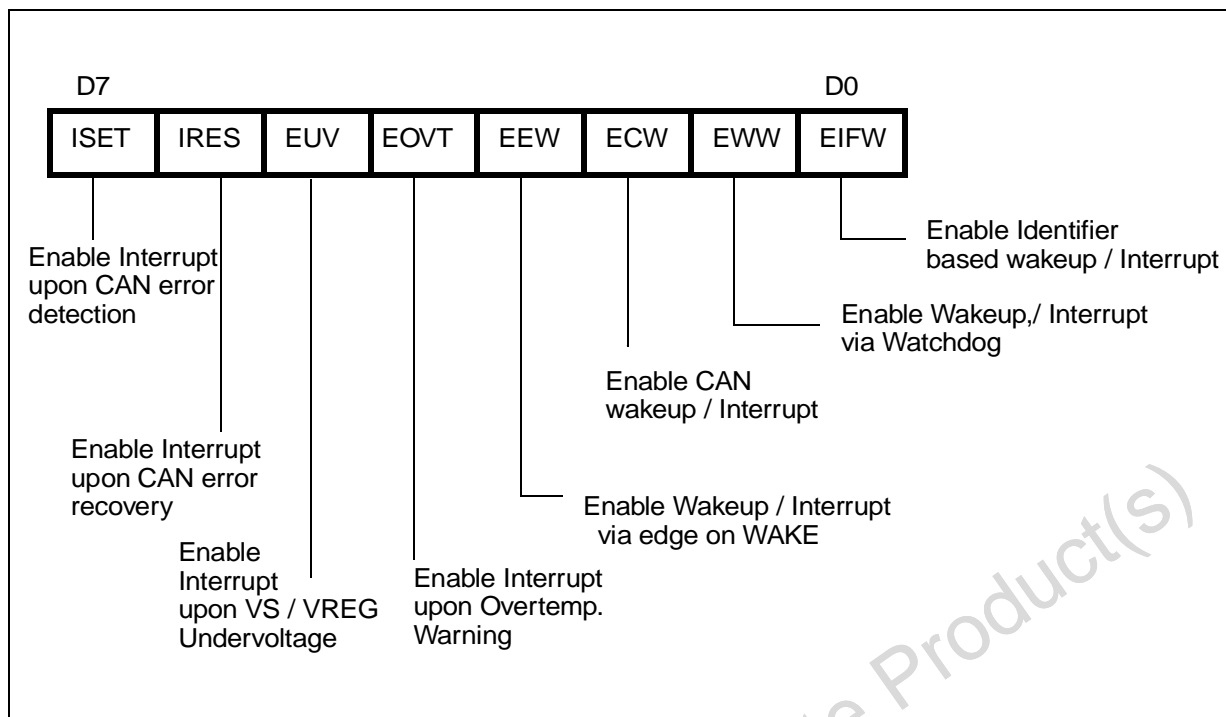 D7 D0
ISET IRES EUV EOVT EEW ECW EWW EIFW
Enable Interrupt
upon CAN error
detection
Enable Interrupt
upon CAN error
recovery
Enable
Interrupt
upon VS / VREG
Undervoltage
Enable Interrupt
upon Overtemp.
Warning
Enable Wakeup / Interrupt
via edge on WAKE
Enable CAN
wakeup / Interrupt
Enable Wakeup,/ Interrupt
via Watchdog
Enable Identifier
based wakeup / Interrupt
Product(s)